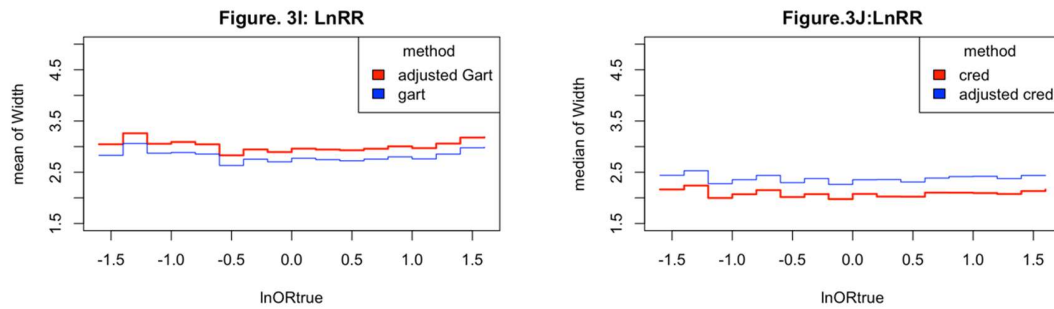 Figure. 3I: LnRR
mean of Width
4.5
3.5
2.5
1.5
method
adjusted Gart
gart
-1.5 -1.0 -0.5 0.0 0.5 1.0 1.5
lnORtrue
Figure.3J:LnRR
median of Width
4.5
3.5
2.5
1.5
method
cred
adjusted cred
-1.5 -1.0 -0.5 0.0 0.5 1.0 1.5
lnORtrue